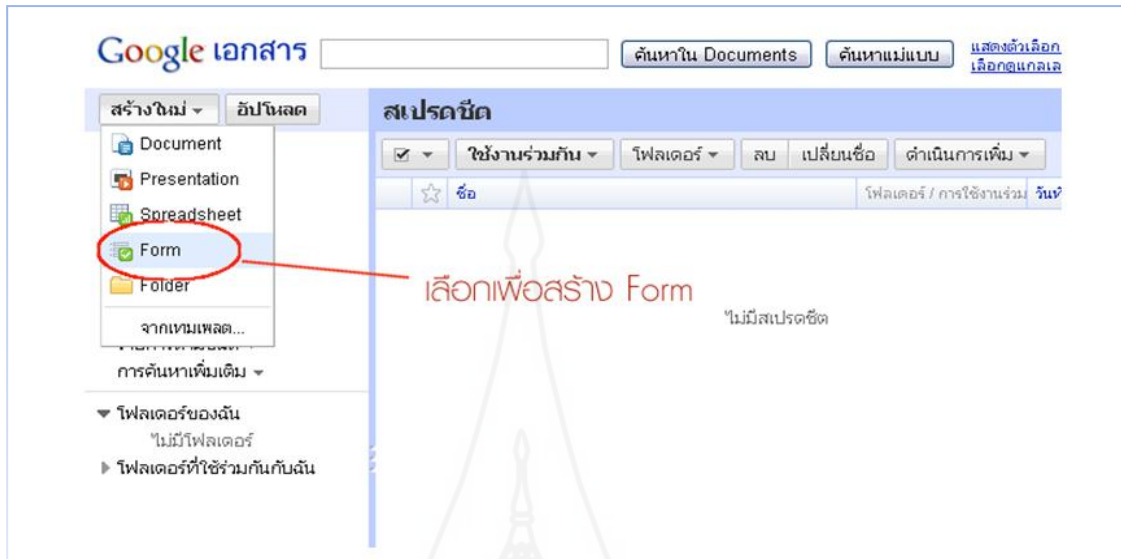 Google เอกสาร
ค้นหาใน Documents
ค้นหาแม่แบบ
แสดงตัวเลือก
เลือกดูแกลเล
สร้างใหม่
อัปโหลด
สเปรดชีต
Document
Presentation
Spreadsheet
Form
Folder
จากเทมเพลต...
ใช้งานร่วมกัน
โฟลเดอร์
ลบ
เปลี่ยนชื่อ
ดำเนินการเพิ่ม
ชื่อ
โฟลเดอร์ / การใช้งานร่วม
วันที่
เลือกเพื่อสร้าง Form
ไม่มีสเปรดชีต
การค้นหาเพิ่มเติม
โฟลเดอร์ของฉัน
ไม่มีโฟลเดอร์
โฟลเดอร์ที่ใช้ร่วมกันกับฉัน